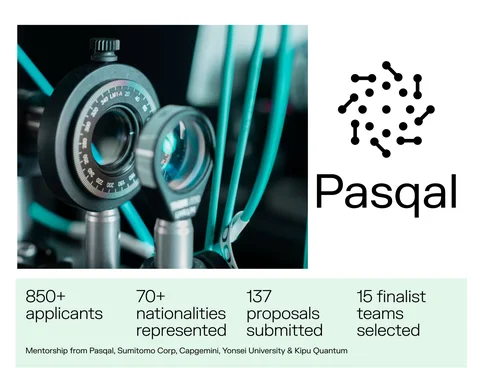 Pasqal
850+
applicants
70+
nationalities
represented
137
proposals
submitted
15 finalist
teams
selected
Mentorship from Pasqal, Sumitomo Corp, Capgemini, Yonsei University & Kipu Quantum